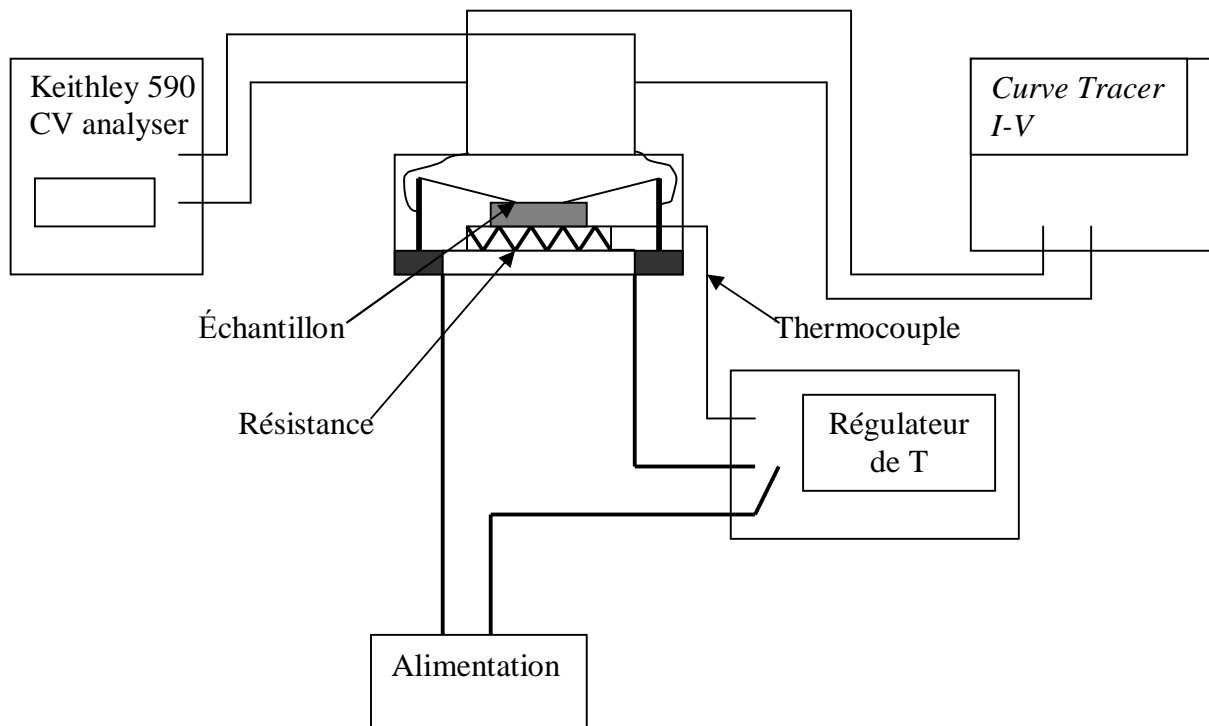 Keithley 590
CV analyser
Curve Tracer
I-V
Échantillon
Thermocouple
Résistance
Régulateur
de T
Alimentation